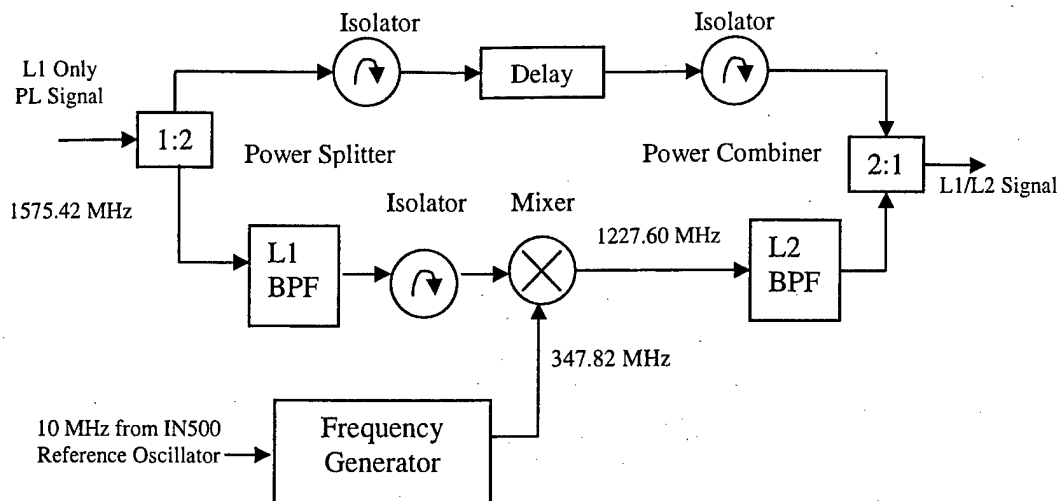 Isolator
Isolator
L1 Only
PL Signal
Delay
1:2
Power Splitter
Power Combiner
2:1
L1/L2 Signal
1575.42 MHz
Isolator
Mixer
1227.60 MHz
L1
BPF
L2
BPF
347.82 MHz
10 MHz from IN500
Reference Oscillator
Frequency
Generator